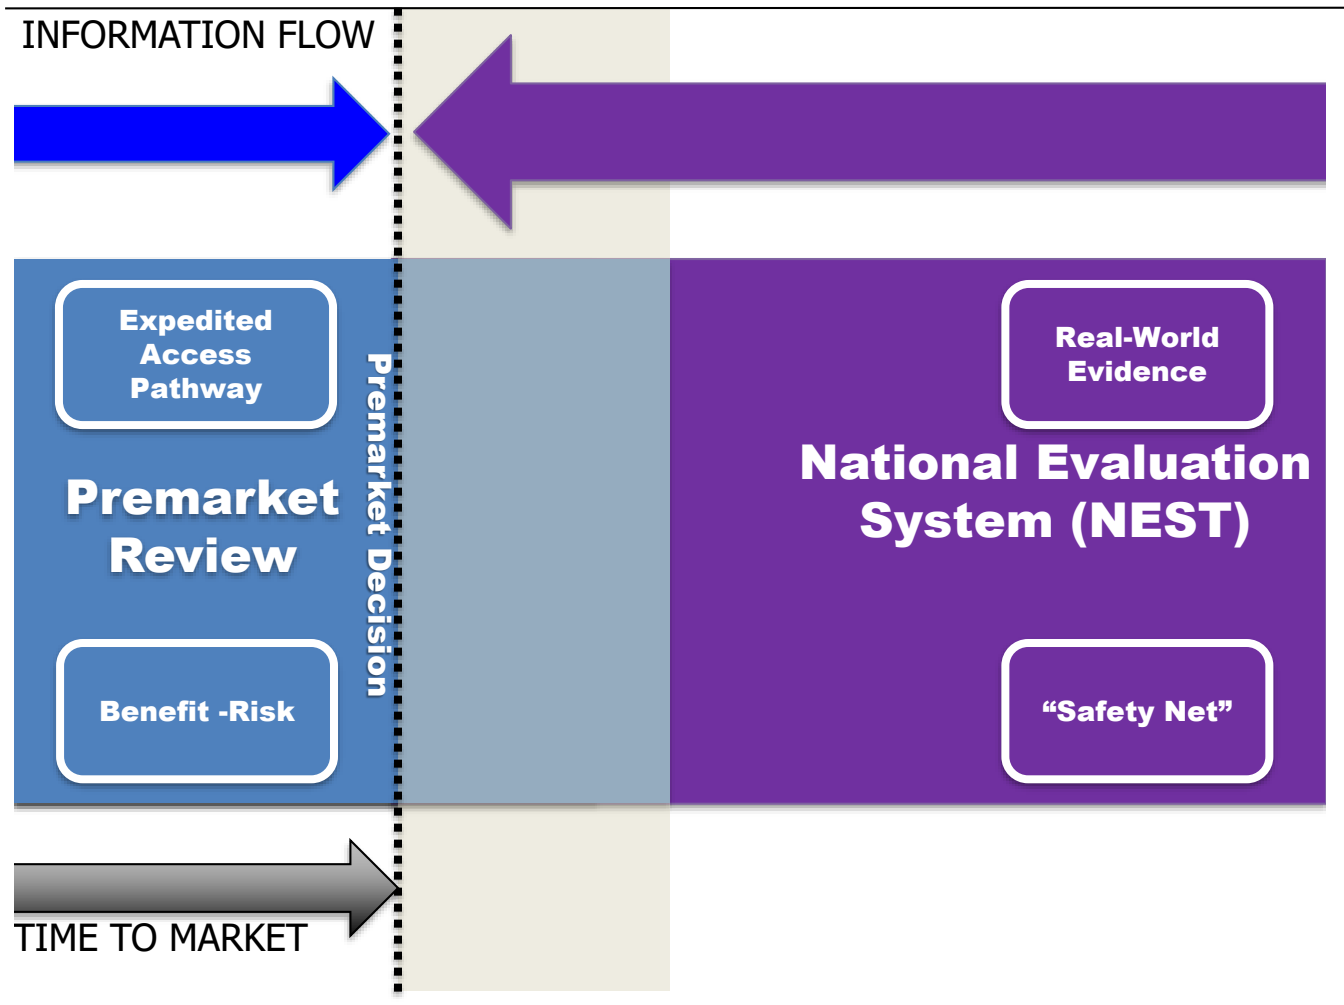 INFORMATION FLOW
Expedited
Access
Pathway
Premarket
Review
Benefit -Risk
Premarket Decision
Real-World
Evidence
National Evaluation
System (NEST)
“Safety Net”
TIME TO MARKET